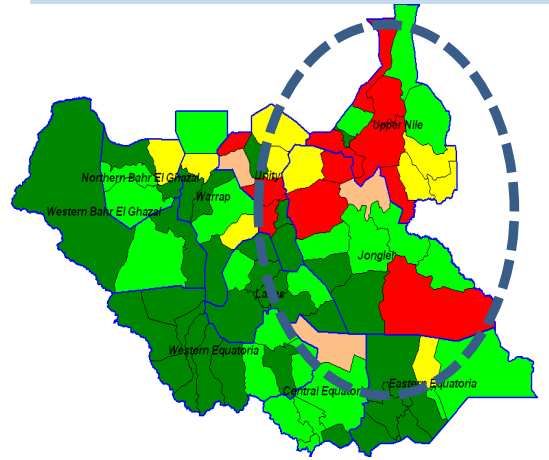 Upper Nile
Northern Bahr El Ghazal
Unity
Warrap
Western Bahr El Ghazal
Jonglei
Lakes
Western Equatoria
Central Equatoria
Eastern Equatoria